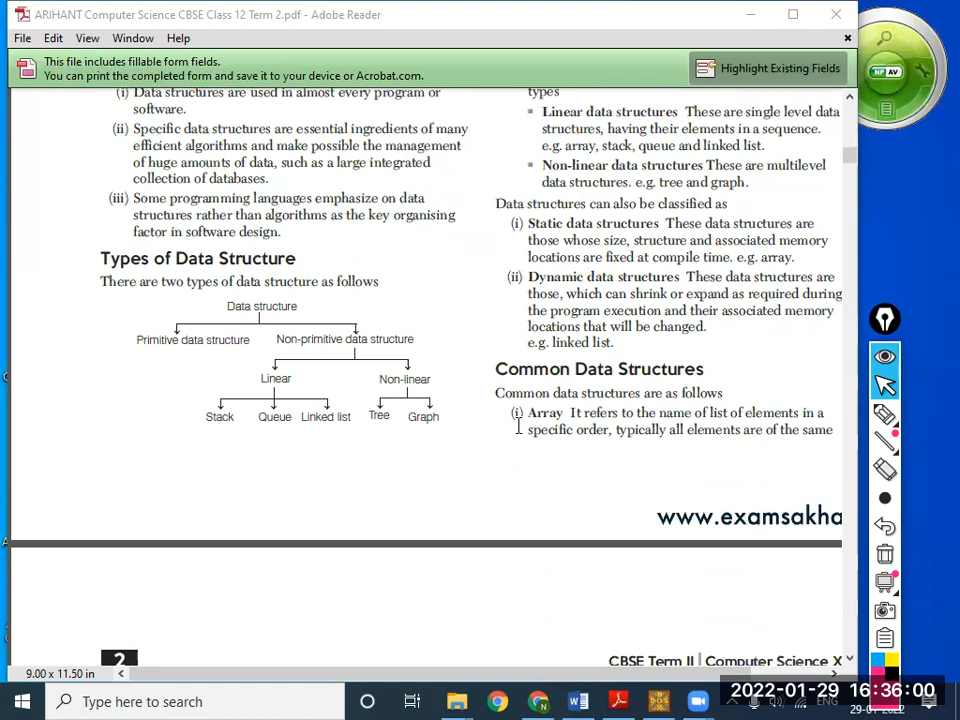 ARIHANT Computer Science CBSE Class 12 Term 2.pdf - Adobe Reader
File Edit View Window Help
This file includes fillable form fields.
You can print the completed form and save it to your device or Acrobat.com.
Highlight Existing Fields
(i) Data structures are used in almost every program or
software.
(ii) Specific data structures are essential ingredients of many
efficient algorithms and make possible the management
of huge amounts of data, such as a large integrated
collection of databases.
(iii) Some programming languages emphasize on data
structures rather than algorithms as the key organising
factor in software design.
Types of Data Structure
There are two types of data structure as follows
Data structure
Primitive data structure Non-primitive data structure
Linear Non-linear
Stack Queue Linked list Tree Graph
types
Linear data structures These are single level data
structures, having their elements in a sequence.
e.g. array, stack, queue and linked list.
Non-linear data structures These are multilevel
data structures. e.g. tree and graph.
Data structures can also be classified as
(i) Static data structures These data structures are
those whose size, structure and associated memory
locations are fixed at compile time. e.g. array.
(ii) Dynamic data structures These data structures are
those, which can shrink or expand as required during
the program execution and their associated memory
locations that will be changed.
e.g. linked list.
Common Data Structures
Common data structures are as follows
(i) Array It refers to the name of list of elements in a
specific order, typically all elements are of the same
www.examsakha
2
CBSE Term II Computer Science X
9.00 x 11.50 in
Type here to search
2022-01-29 16:36:00